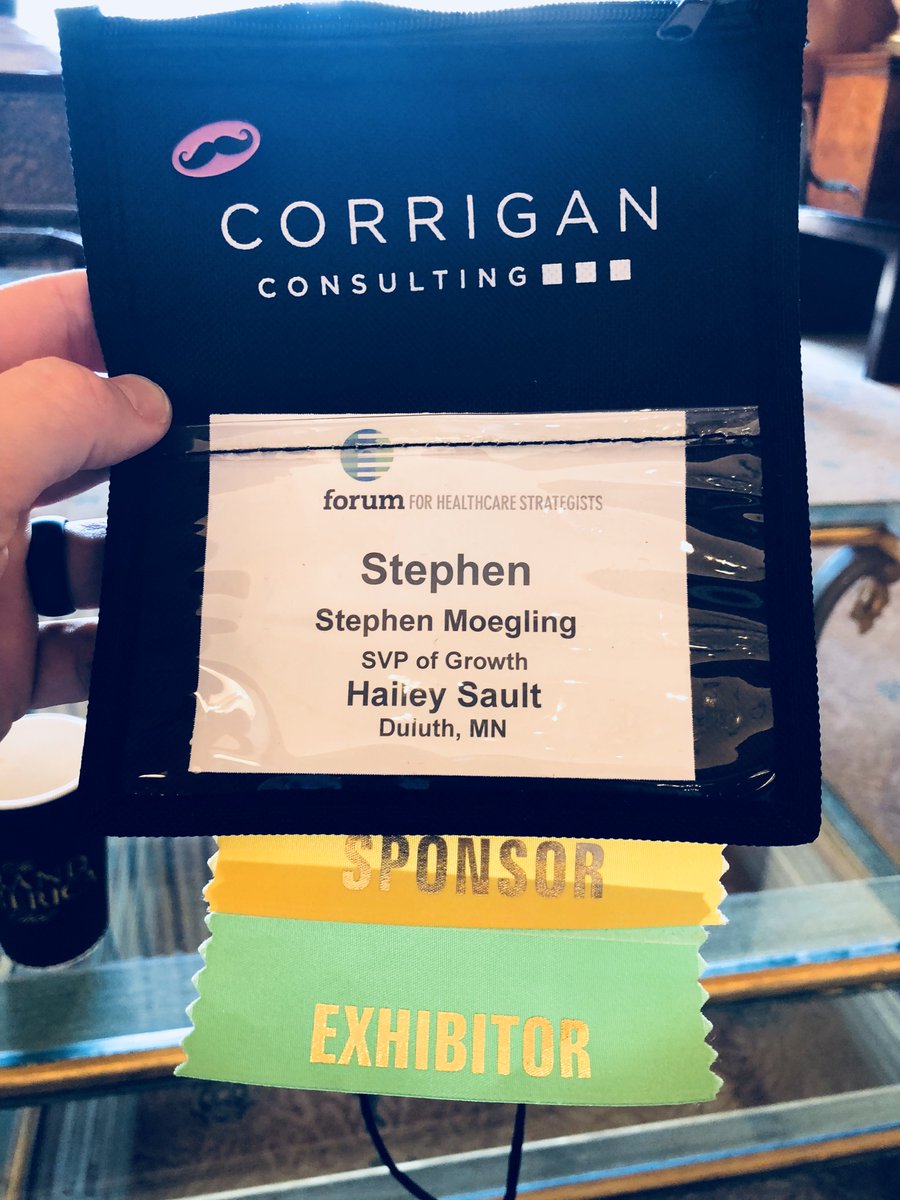 CORRIGAN
CONSULTING
forum FOR HEALTHCARE STRATEGISTS
Stephen
Stephen Moegling
SVP of Growth
Hailey Sault
Duluth, MN
SPONSOR
EXHIBITOR